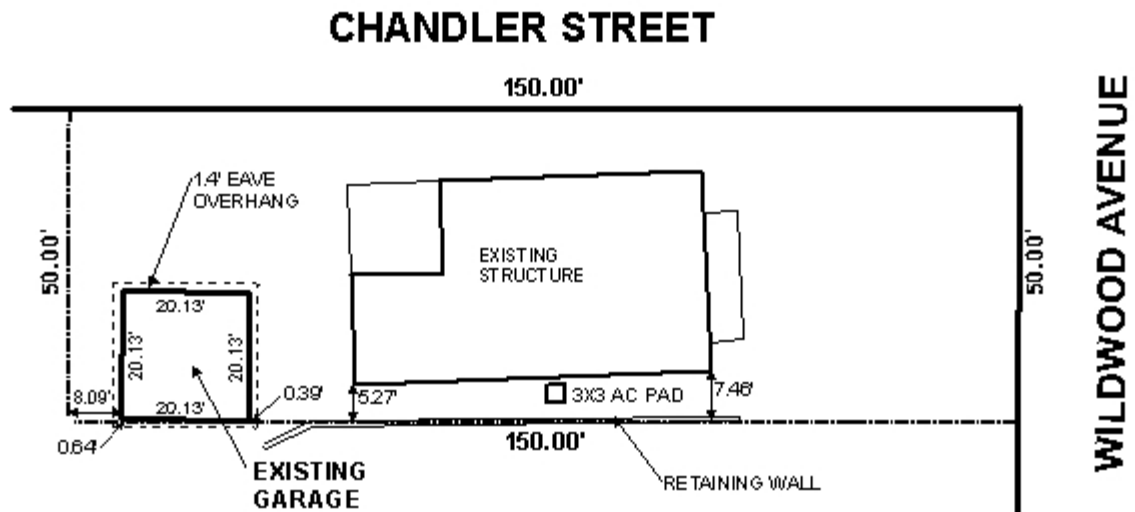 CHANDLER STREET
150.00'
WILDWOOD AVENUE
1.4' EAVE
OVERHANG
50.00'
EXISTING
STRUCTURE
50.00'
20.13'
20.13'
20.13'
20.13'
8.09'
0.39'
5.27'
3X3 AC PAD
7.46'
0.64'
150.00'
EXISTING
GARAGE
RETAINING WALL